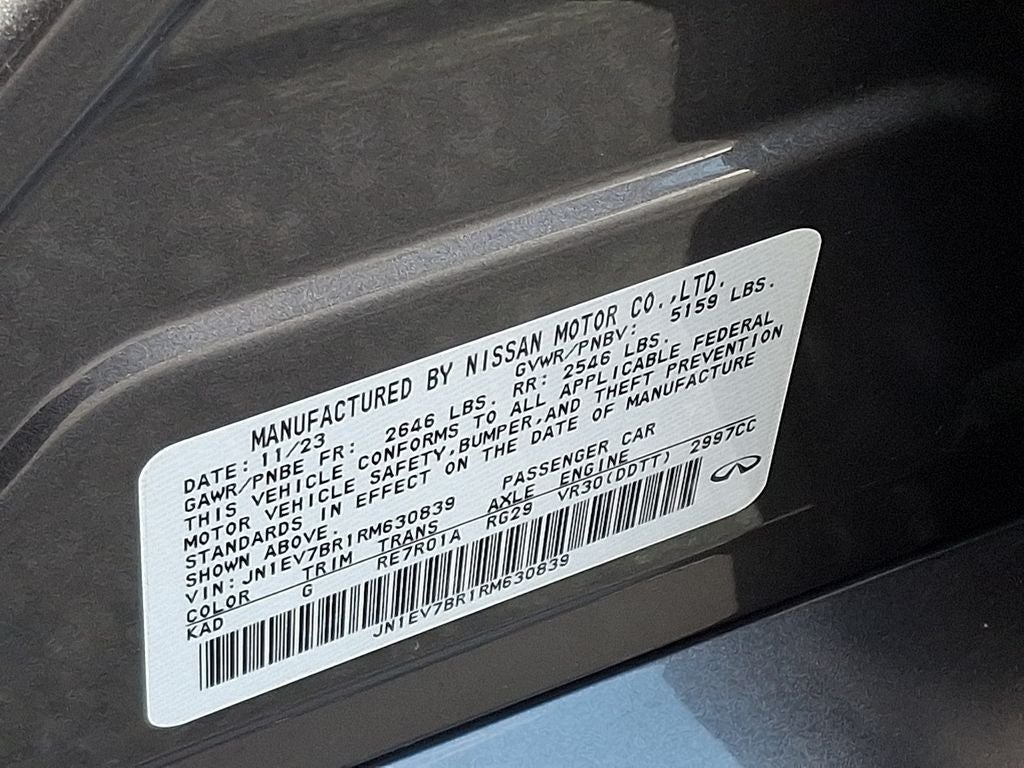 MANUFACTURED BY NISSAN MOTOR CO.,LTD.
DATE: 11/23 GVWR/PNBV: 5159 LBS.
GAWR/PNBE FR: 2646 LBS. RR: 2546 LBS.
THIS VEHICLE CONFORMS TO ALL APPLICABLE FEDERAL
MOTOR VEHICLE SAFETY,BUMPER,AND THEFT PREVENTION
STANDARDS IN EFFECT ON THE DATE OF MANUFACTURE
SHOWN ABOVE.
VIN: JN1EV7BR1RM630839 PASSENGER CAR
COLOR TRIM TRANS AXLE ENGINE 2997CC
KAD G RE7R01A RG29 VR30(DDTT)
JN1EV7BR1RM630839